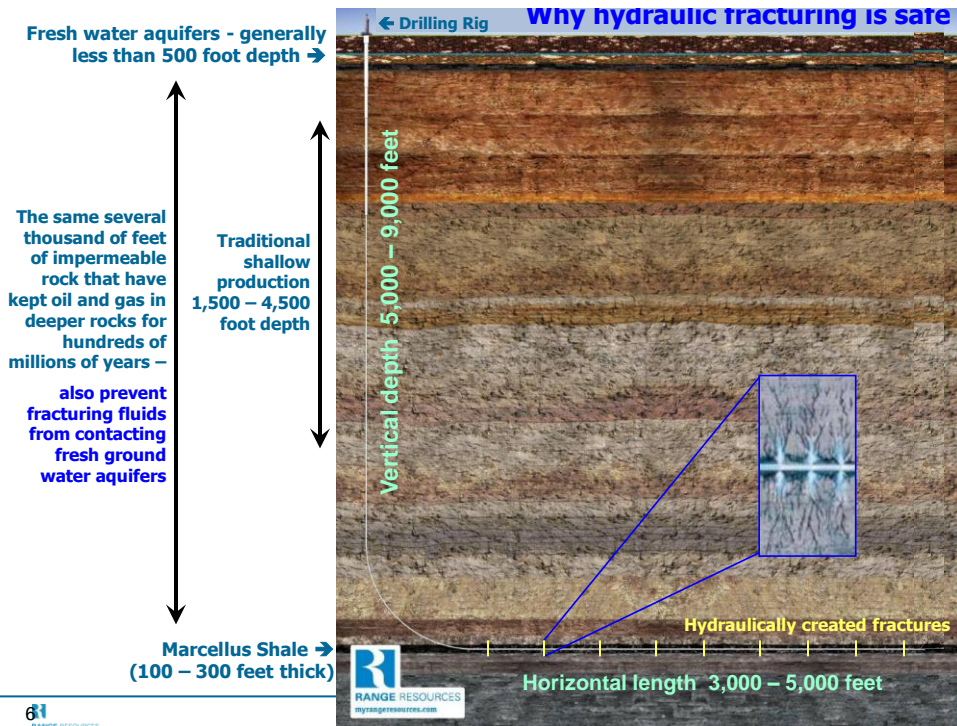 Why hydraulic fracturing is safe
🡨 Drilling Rig
Fresh water aquifers - generally
less than 500 foot depth 🡪
The same several
thousand of feet
of impermeable
rock that have
kept oil and gas in
deeper rocks for
hundreds of
millions of years –
also prevent
fracturing fluids
from contacting
fresh ground
water aquifers
Traditional
shallow
production
1,500 – 4,500
foot depth
Vertical depth 5,000 – 9,000 feet
Hydraulically created fractures
Marcellus Shale 🡪
(100 – 300 feet thick)
Horizontal length 3,000 – 5,000 feet
RANGE RESOURCES
myrangeresources.com
6
RANGE RESOURCES